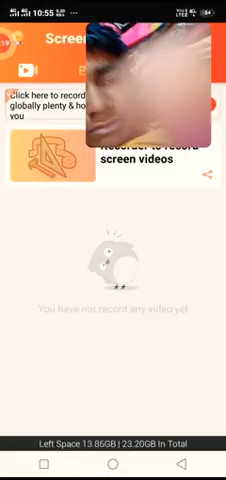 10:55
Screen
Click here to record
globally plenty & ho
you
Recorder to record
screen videos
You have not record any video yet
Left Space 13.86GB | 23.20GB In Total